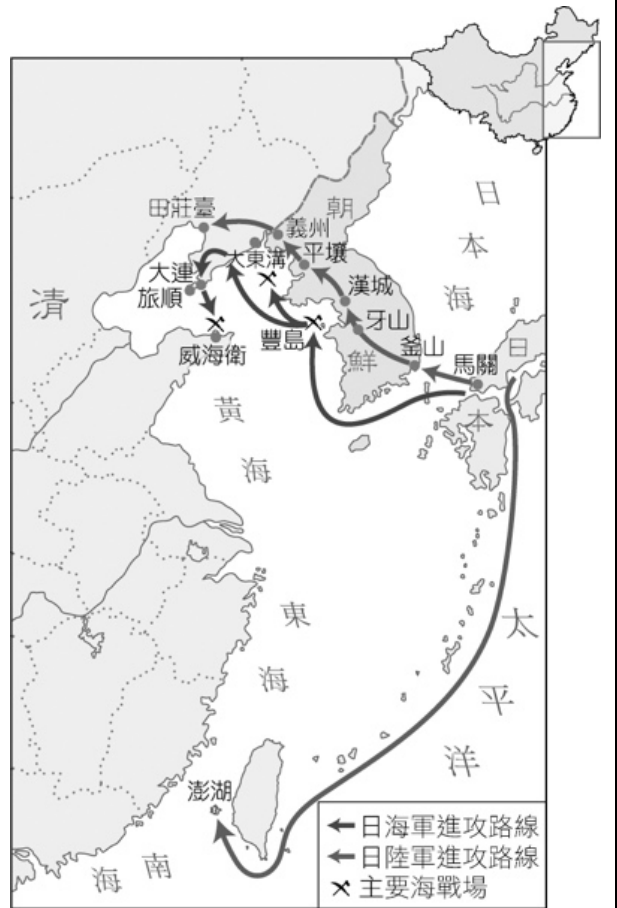 日本海
朝鮮
田莊臺
義州
大東溝
平壤
大連
旅順
漢城
清
牙山
豐島
威海衛
釜山
馬關
日本
黃海
東海
太平洋
澎湖
南海
日海軍進攻路線
日陸軍進攻路線
主要海戰場